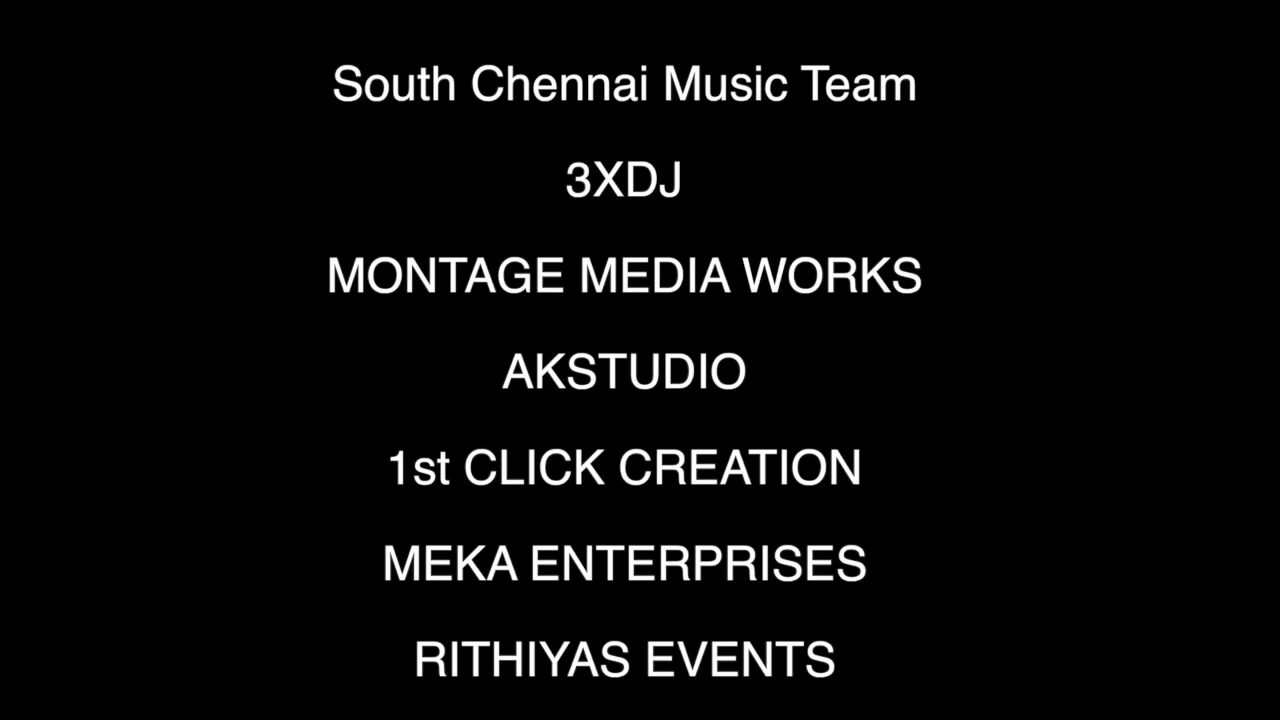 South Chennai Music Team
3XDJ
MONTAGE MEDIA WORKS
AKSTUDIO
1st CLICK CREATION
MEKA ENTERPRISES
RITHIYAS EVENTS